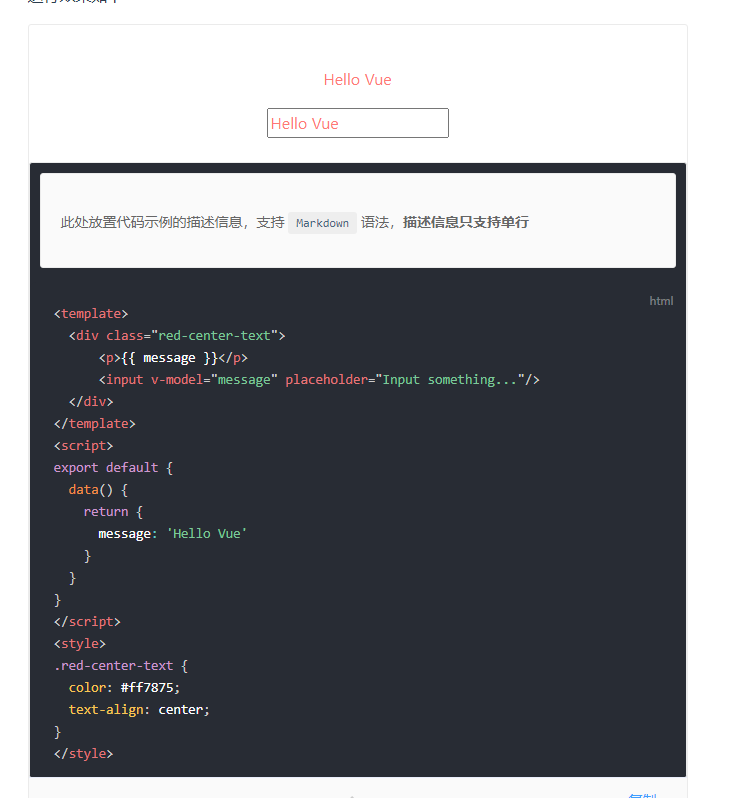 Hello Vue
Hello Vue
此处放置代码示例的描述信息，支持 Markdown 语法，描述信息只支持单行
html
<template>
  <div class="red-center-text">
      <p>{{ message }}</p>
      <input v-model="message" placeholder="Input something..."/>
  </div>
</template>
<script>
export default {
  data() {
    return {
      message: 'Hello Vue'
    }
  }
}
</script>
<style>
.red-center-text {
  color: #ff7875;
  text-align: center;
}
</style>